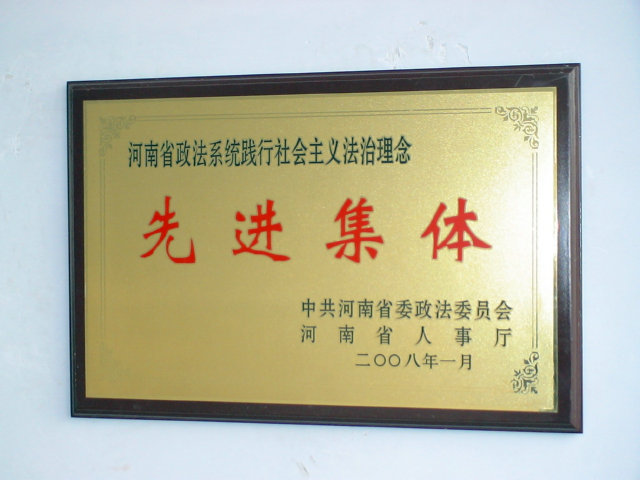 河南省政法系统践行社会主义法治理念
先进集体
中共河南省委政法委员会
河南省人事厅
二〇〇八年一月